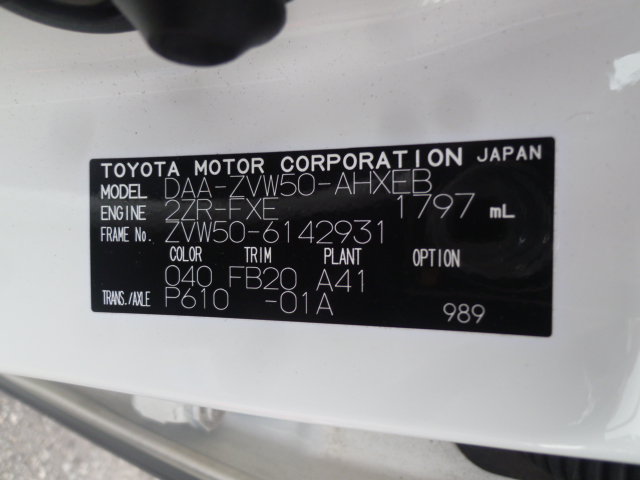 TOYOTA MOTOR CORPORATION JAPAN
MODEL DAA-ZVW50-AHXEB
ENGINE 2ZR-FXE 1797 mL
FRAME No. ZVW50-6142931
COLOR TRIM PLANT OPTION
040 FB20 A41
TRANS./AXLE P610 -01A
989